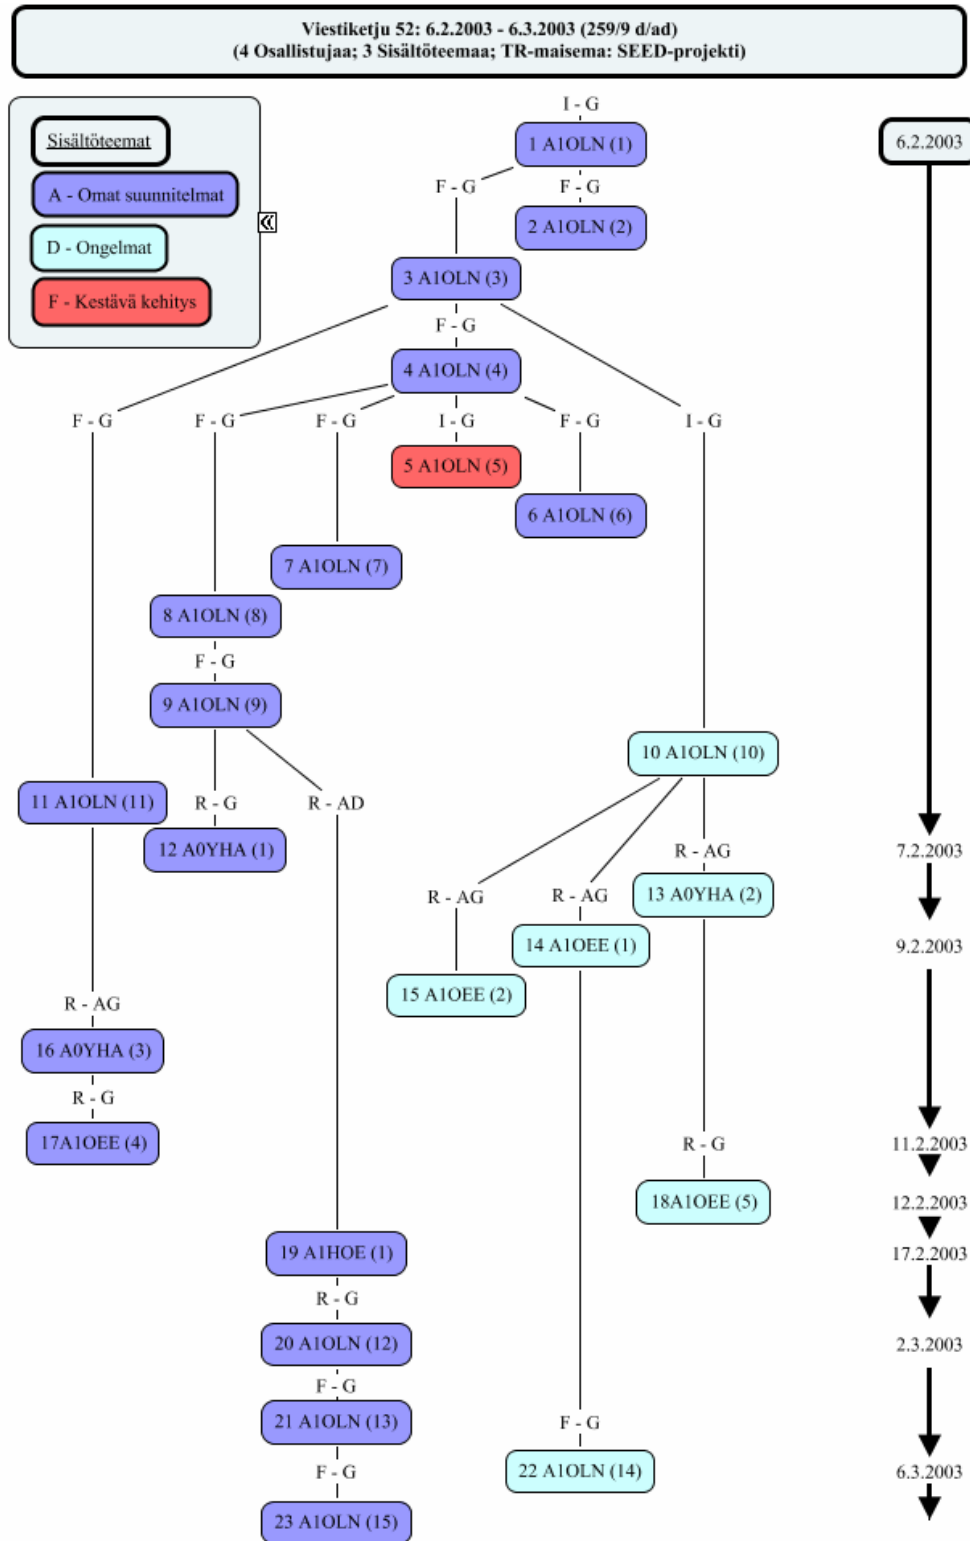 Viestiketju 52: 6.2.2003 - 6.3.2003 (259/9 d/ad)
(4 Osallistujaa; 3 Sisältöteemaa; TR-maisema: SEED-projekti)
Sisältöteemat
A - Omat suunnitelmat
D - Ongelmat
F - Kestävä kehitys
I - G
1 A1OLN (1)
6.2.2003
F - G
F - G
2 A1OLN (2)
3 A1OLN (3)
F - G
4 A1OLN (4)
F - G
F - G
F - G
I - G
F - G
I - G
5 A1OLN (5)
6 A1OLN (6)
7 A1OLN (7)
8 A1OLN (8)
F - G
9 A1OLN (9)
10 A1OLN (10)
11 A1OLN (11)
R - G
R - AD
12 A0YHA (1)
R - AG
7.2.2003
R - AG
R - AG
13 A0YHA (2)
14 A1OEE (1)
9.2.2003
15 A1OEE (2)
R - AG
16 A0YHA (3)
R - G
17A1OEE (4)
R - G
11.2.2003
18A1OEE (5)
12.2.2003
19 A1HOE (1)
17.2.2003
R - G
20 A1OLN (12)
2.3.2003
F - G
21 A1OLN (13)
F - G
F - G
22 A1OLN (14)
6.3.2003
23 A1OLN (15)